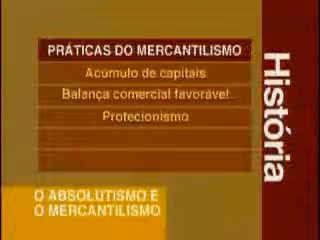 PRÁTICAS DO MERCANTILISMO
Acúmulo de capitais
Balança comercial favorável
Protecionismo
História
O ABSOLUTISMO E
O MERCANTILISMO